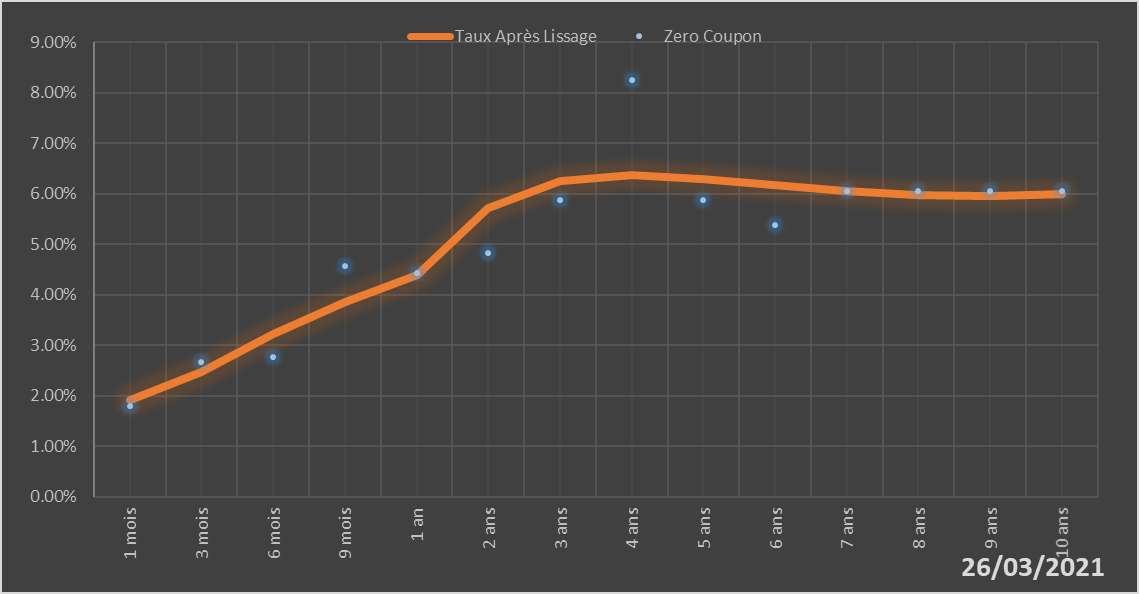 Taux Après Lissage Zero Coupon
9.00%
8.00%
7.00%
6.00%
5.00%
4.00%
3.00%
2.00%
1.00%
0.00%
1 mois
3 mois
6 mois
9 mois
1 an
2 ans
3 ans
4 ans
5 ans
6 ans
7 ans
8 ans
9 ans
10 ans
26/03/2021